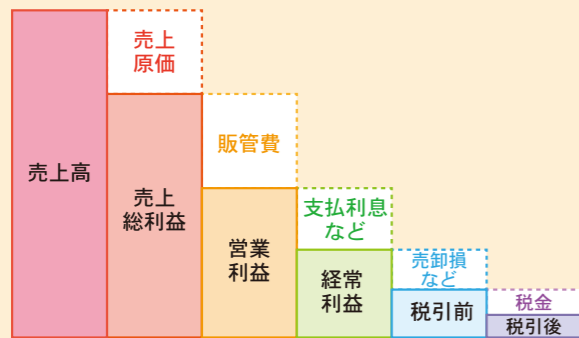 売上高
売上
原価
売上
総利益
販管費
営業
利益
支払利息
など
経常
利益
売卸損
など
税引前
税金
税引後